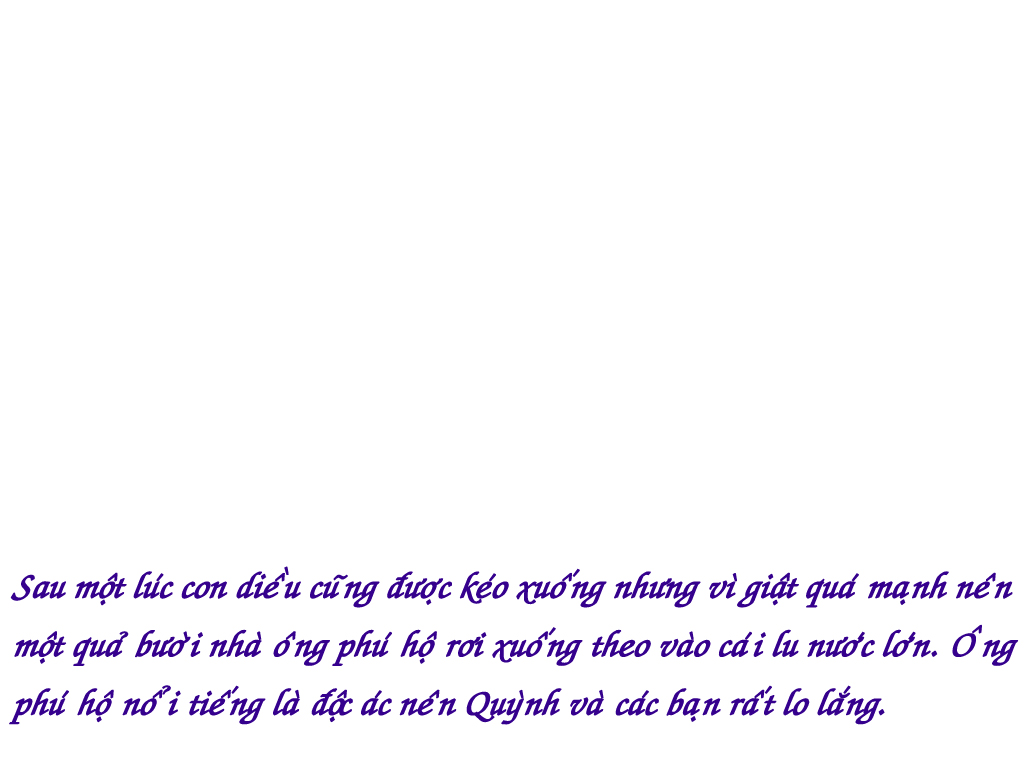 Sau một lúc con diều cũng được kéo xuống nhưng vì giật quá mạnh nên
một quả bười nhà ông phú hộ rơi xuống theo vào cái lu nước lớn. Ông
phú hộ nổi tiếng là độc ác nên Quỳnh và các bạn rất lo lắng.